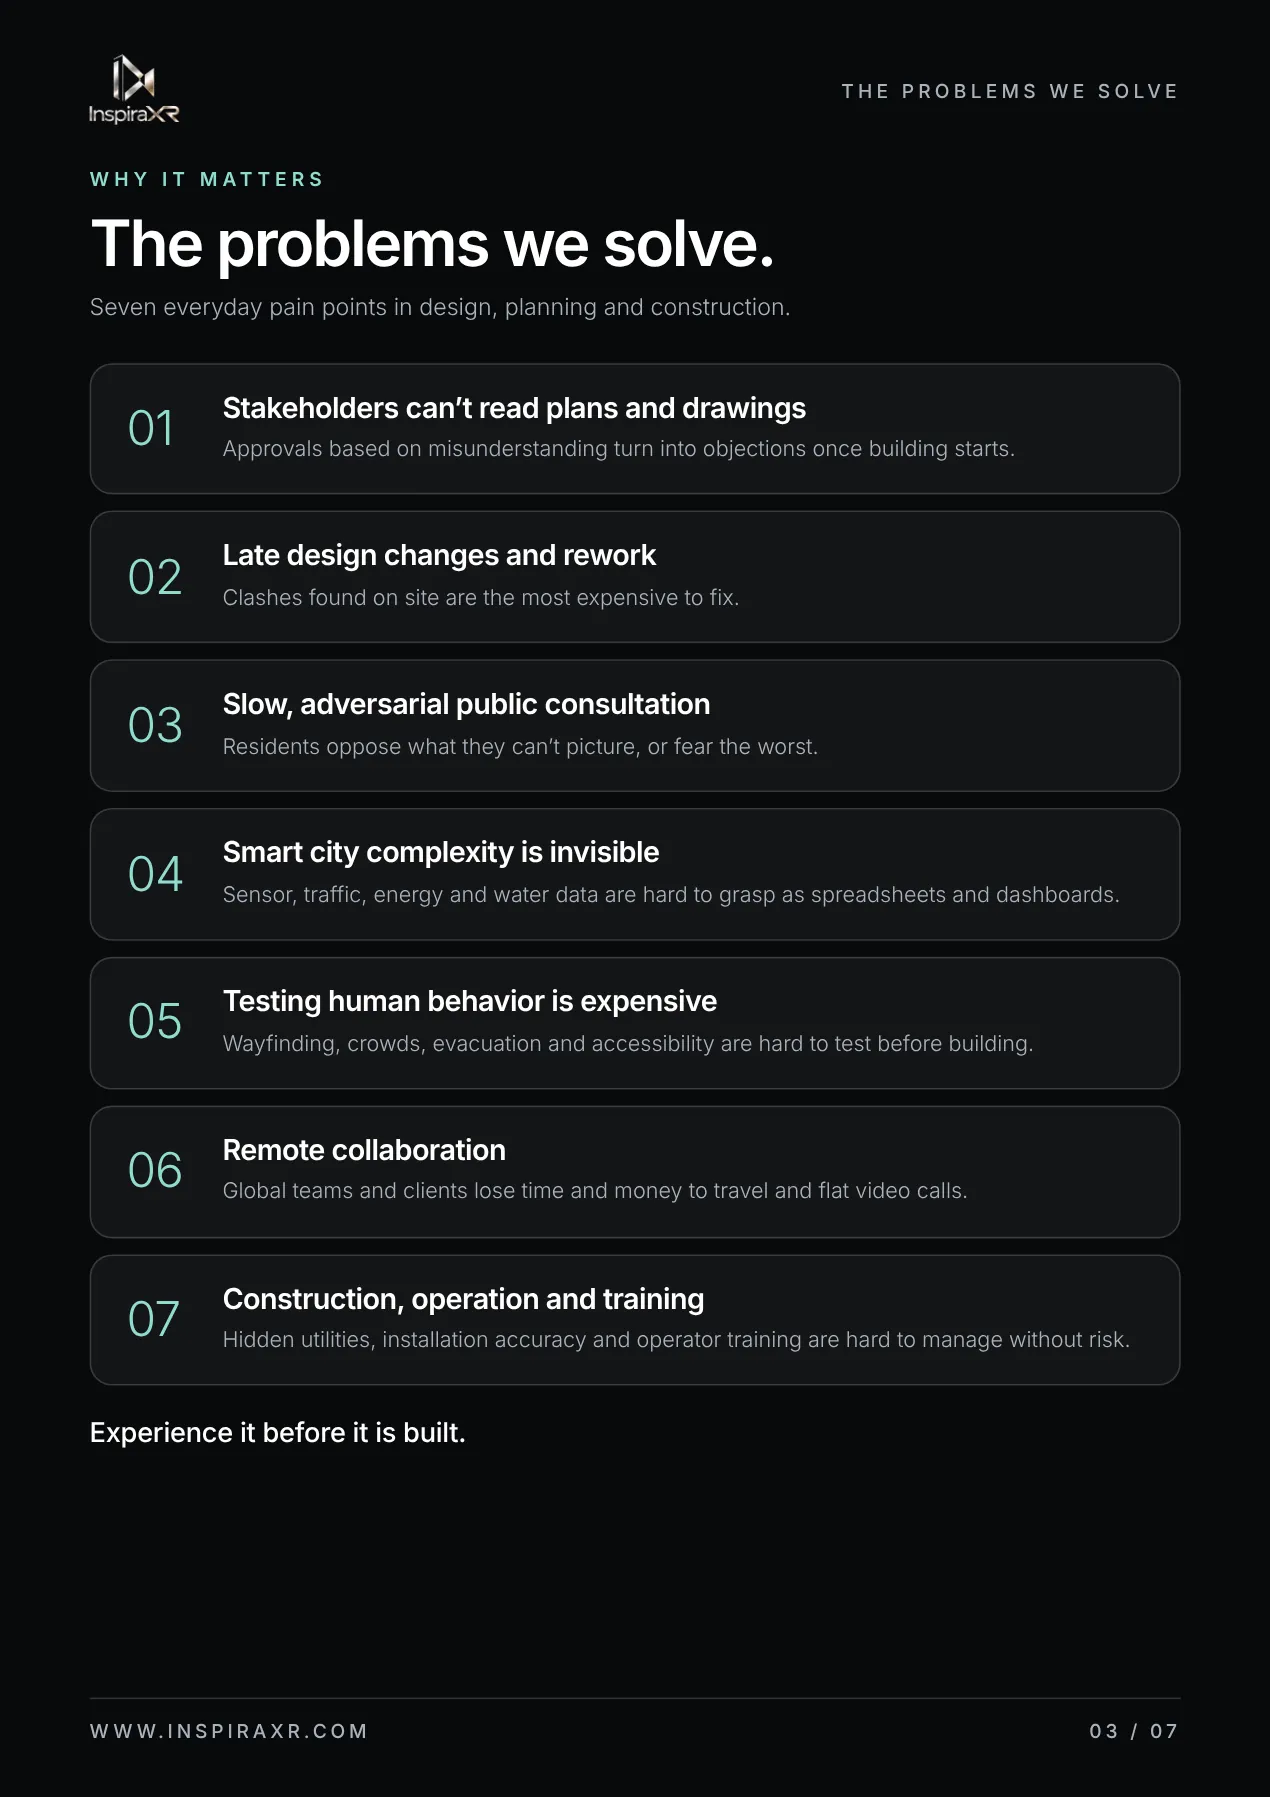 InspiraXR
THE PROBLEMS WE SOLVE
WHY IT MATTERS
The problems we solve.
Seven everyday pain points in design, planning and construction.
01
Stakeholders can’t read plans and drawings
Approvals based on misunderstanding turn into objections once building starts.
02
Late design changes and rework
Clashes found on site are the most expensive to fix.
03
Slow, adversarial public consultation
Residents oppose what they can’t picture, or fear the worst.
04
Smart city complexity is invisible
Sensor, traffic, energy and water data are hard to grasp as spreadsheets and dashboards.
05
Testing human behavior is expensive
Wayfinding, crowds, evacuation and accessibility are hard to test before building.
06
Remote collaboration
Global teams and clients lose time and money to travel and flat video calls.
07
Construction, operation and training
Hidden utilities, installation accuracy and operator training are hard to manage without risk.
Experience it before it is built.
WWW.INSPIRAXR.COM
03 / 07